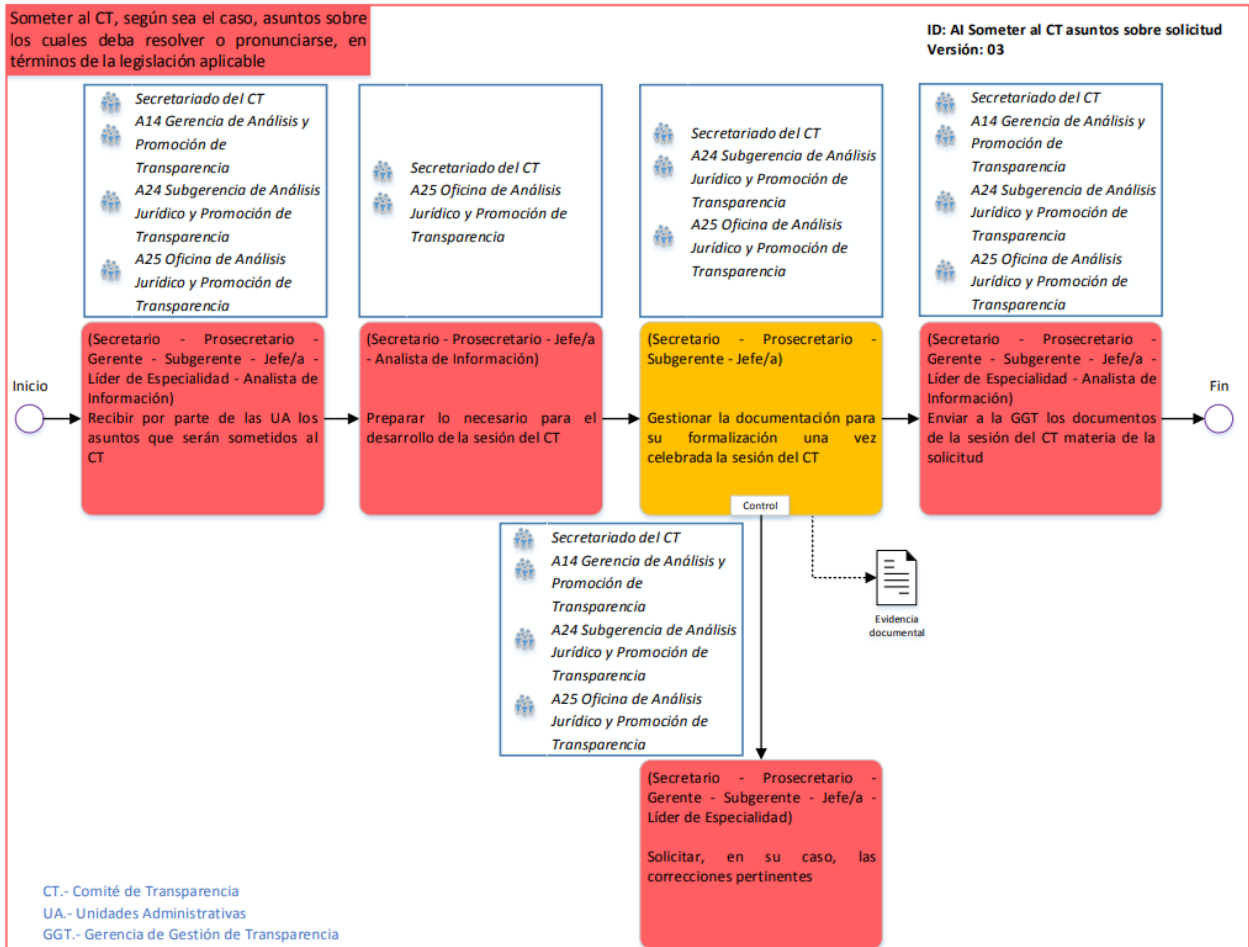 Someter al CT, según sea el caso, asuntos sobre
los cuales deba resolver o pronunciarse, en
términos de la legislación aplicable
ID: AI Someter al CT asuntos sobre solicitud
Versión: 03
Secretariado del CT
A14 Gerencia de Análisis y
Promoción de
Transparencia
A24 Subgerencia de Análisis
Jurídico y Promoción de
Transparencia
A25 Oficina de Análisis
Jurídico y Promoción de
Transparencia
Secretariado del CT
A25 Oficina de Análisis
Jurídico y Promoción de
Transparencia
Secretariado del CT
A24 Subgerencia de Análisis
Jurídico y Promoción de
Transparencia
A25 Oficina de Análisis
Jurídico y Promoción de
Transparencia
Secretariado del CT
A14 Gerencia de Análisis y
Promoción de
Transparencia
A24 Subgerencia de Análisis
Jurídico y Promoción de
Transparencia
A25 Oficina de Análisis
Jurídico y Promoción de
Transparencia
Inicio
(Secretario - Prosecretario -
Gerente - Subgerente - Jefe/a -
Líder de Especialidad - Analista de
Información)
Recibir por parte de las UA los
asuntos que serán sometidos al
CT
(Secretario - Prosecretario - Jefe/a
- Analista de Información)
Preparar lo necesario para el
desarrollo de la sesión del CT
(Secretario - Prosecretario -
Subgerente - Jefe/a)
Gestionar la documentación para
su formalización una vez
celebrada la sesión del CT
Control
(Secretario - Prosecretario -
Gerente - Subgerente - Jefe/a -
Líder de Especialidad - Analista de
Información)
Enviar a la GGT los documentos
de la sesión del CT materia de la
solicitud
Fin
Secretariado del CT
A14 Gerencia de Análisis y
Promoción de
Transparencia
A24 Subgerencia de Análisis
Jurídico y Promoción de
Transparencia
A25 Oficina de Análisis
Jurídico y Promoción de
Transparencia
Evidencia
documental
(Secretario - Prosecretario -
Gerente - Subgerente - Jefe/a -
Líder de Especialidad)
Solicitar, en su caso, las
correcciones pertinentes
CT.- Comité de Transparencia
UA.- Unidades Administrativas
GGT.- Gerencia de Gestión de Transparencia